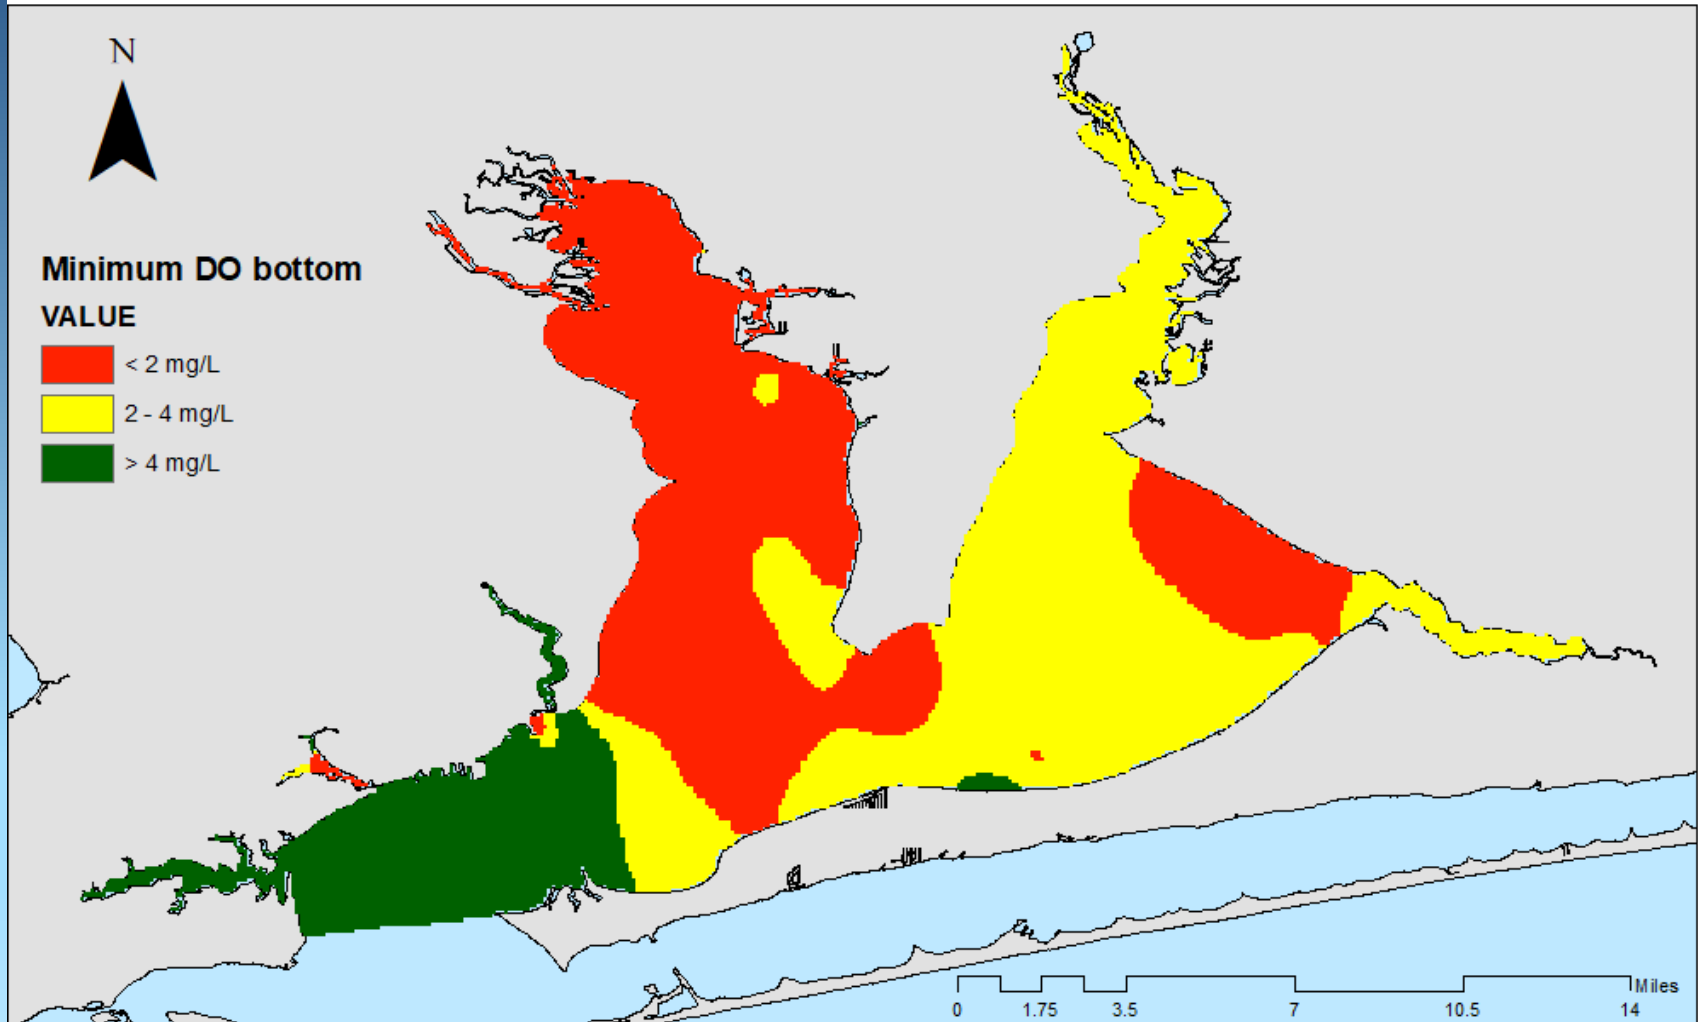 N
Minimum DO bottom
VALUE
< 2 mg/L
2 - 4 mg/L
> 4 mg/L
Miles
0 1.75 3.5 7 10.5 14